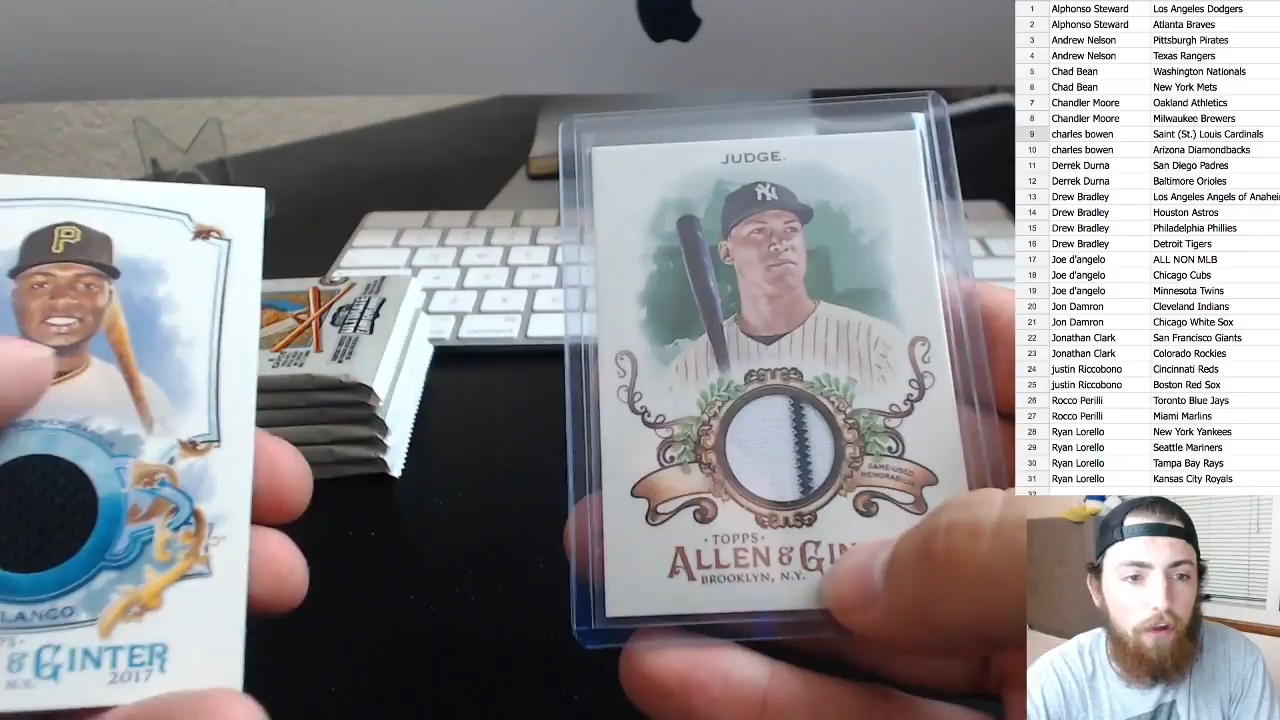 1 Alphonso Steward Los Angeles Dodgers
2 Alphonso Steward Atlanta Braves
3 Andrew Nelson Pittsburgh Pirates
4 Andrew Nelson Texas Rangers
5 Chad Bean Washington Nationals
6 Chad Bean New York Mets
7 Chandler Moore Oakland Athletics
8 Chandler Moore Milwaukee Brewers
9 charles bowen Saint (St.) Louis Cardinals
10 charles bowen Arizona Diamondbacks
11 Derrek Durna San Diego Padres
12 Derrek Durna Baltimore Orioles
13 Drew Bradley Los Angeles Angels of Anahei
14 Drew Bradley Houston Astros
15 Drew Bradley Philadelphia Phillies
16 Drew Bradley Detroit Tigers
17 Joe d'angelo ALL NON MLB
18 Joe d'angelo Chicago Cubs
19 Joe d'angelo Minnesota Twins
20 Jon Damron Cleveland Indians
21 Jon Damron Chicago White Sox
22 Jonathan Clark San Francisco Giants
23 Jonathan Clark Colorado Rockies
24 justin Riccobono Cincinnati Reds
25 justin Riccobono Boston Red Sox
26 Rocco Perilli Toronto Blue Jays
27 Rocco Perilli Miami Marlins
28 Ryan Lorello New York Yankees
29 Ryan Lorello Seattle Mariners
30 Ryan Lorello Tampa Bay Rays
31 Ryan Lorello Kansas City Royals
JUDGE.
NY
GAME-USED
MEMORABILIA
·TOPPS·
ALLEN & GIN
BROOKLYN, N.Y.
P
LANCO
& GINTER
N.Y. 2017